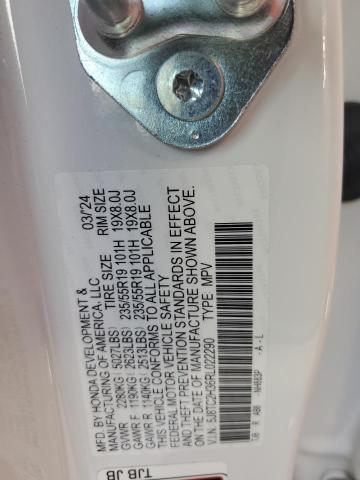 MFD BY HONDA DEVELOPMENT & 03/24
MANUFACTURING OF AMERICA, LLC.
TIRE SIZE RIM SIZE
GVWR 2280KG( 5027LBS)
GAWR F 1190KG( 2623LBS) 235/55R19 101H 19X8.0J
GAWR R 1140KG( 2513LBS) 235/55R19 101H 19X8.0J
THIS VEHICLE CONFORMS TO ALL APPLICABLE
FEDERAL MOTOR VEHICLE SAFETY
AND THEFT PREVENTION STANDARDS IN EFFECT
ON THE DATE OF MANUFACTURE SHOWN ABOVE.
TYPE MPV
TJB R AB8 NH883P - A - L
TJB JB